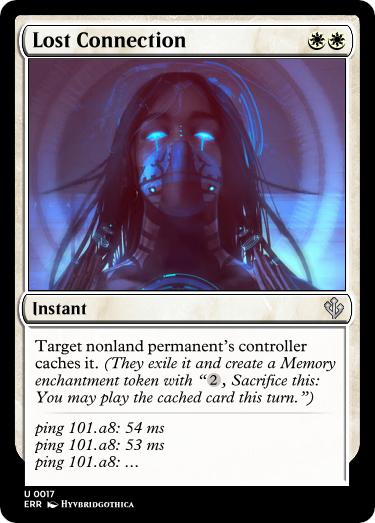 Lost Connection
Instant
Target nonland permanent's controller
caches it. (They exile it and create a Memory
enchantment token with “2, Sacrifice this:
You may play the cached card this turn.”)
ping 101.a8: 54 ms
ping 101.a8: 53 ms
ping 101.a8: …
U 0017
ERR HYVBRIDGOTHICA